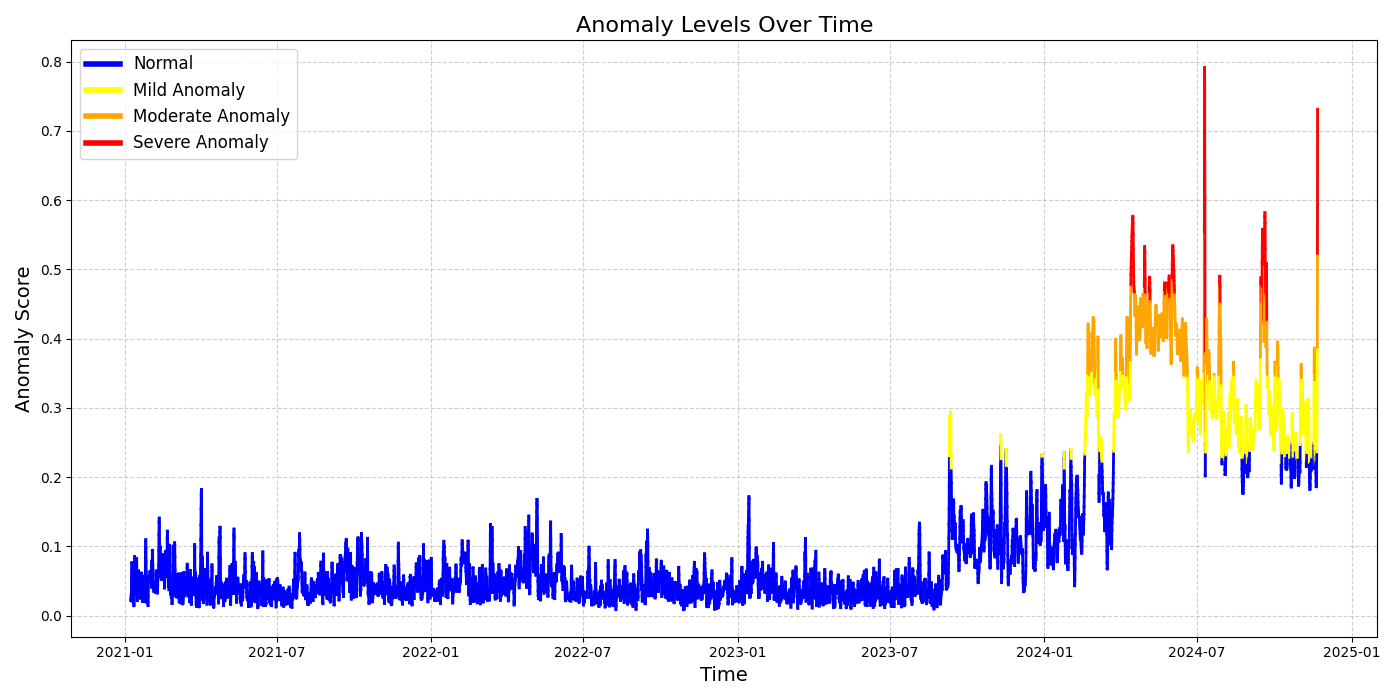 Anomaly Levels Over Time
Normal
Mild Anomaly
Moderate Anomaly
Severe Anomaly
Anomaly Score
0.8
0.7
0.6
0.5
0.4
0.3
0.2
0.1
0.0
2021-01 2021-07 2022-01 2022-07 2023-01 2023-07 2024-01 2024-07 2025-01
Time